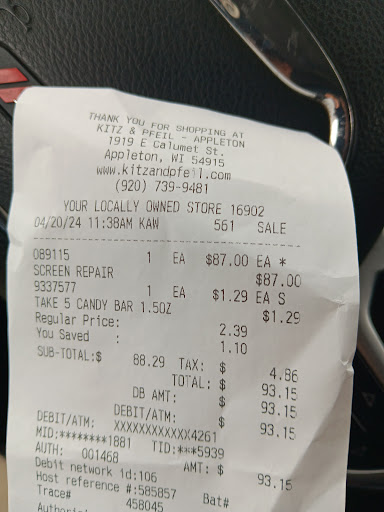 THANK YOU FOR SHOPPING AT
KITZ & PFEIL - APPLETON
1919 E Calumet St.
Appleton, WI 54915
www.kitzandpfeil.com
(920) 739-9481
YOUR LOCALLY OWNED STORE 16902
04/20/24 11:38AM KAW 561 SALE
089115 1 EA $87.00 EA *
SCREEN REPAIR $87.00
9337577 1 EA $1.29 EA S
TAKE 5 CANDY BAR 1.5OZ $1.29
Regular Price: 2.39
You Saved : 1.10
SUB-TOTAL:$ 88.29 TAX: $ 4.86
TOTAL: $ 93.15
DB AMT: $ 93.15
DEBIT/ATM: $ 93.15
DEBIT/ATM: XXXXXXXXXXXX4261
MID:********1881 TID:***5939
AUTH: 001468 AMT: $ 93.15
Debit network id:106
Host reference #:585857 Bat#
Trace# 458045